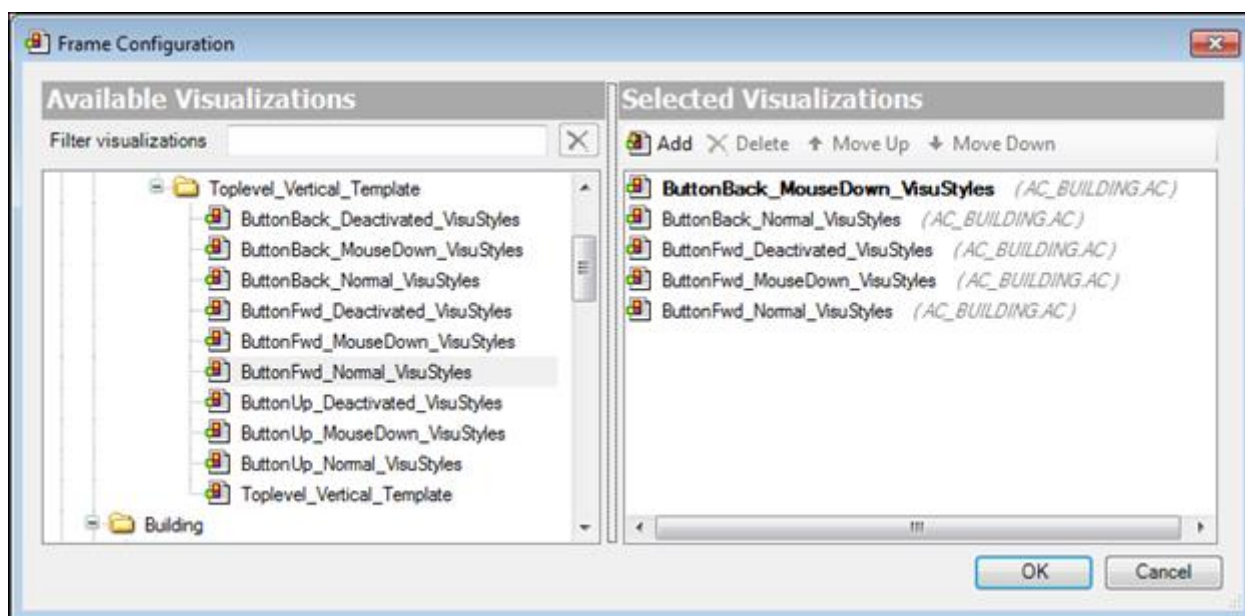 Frame Configuration
Available Visualizations
Filter visualizations
Toplevel_Vertical_Template
ButtonBack_Deactivated_VisuStyles
ButtonBack_MouseDown_VisuStyles
ButtonBack_Normal_VisuStyles
ButtonFwd_Deactivated_VisuStyles
ButtonFwd_MouseDown_VisuStyles
ButtonFwd_Normal_VisuStyles
ButtonUp_Deactivated_VisuStyles
ButtonUp_MouseDown_VisuStyles
ButtonUp_Normal_VisuStyles
Toplevel_Vertical_Template
Building
Selected Visualizations
Add Delete Move Up Move Down
ButtonBack_MouseDown_VisuStyles (AC_BUILDING.AC)
ButtonBack_Normal_VisuStyles (AC_BUILDING.AC)
ButtonFwd_Deactivated_VisuStyles (AC_BUILDING.AC)
ButtonFwd_MouseDown_VisuStyles (AC_BUILDING.AC)
ButtonFwd_Normal_VisuStyles (AC_BUILDING.AC)
OK Cancel